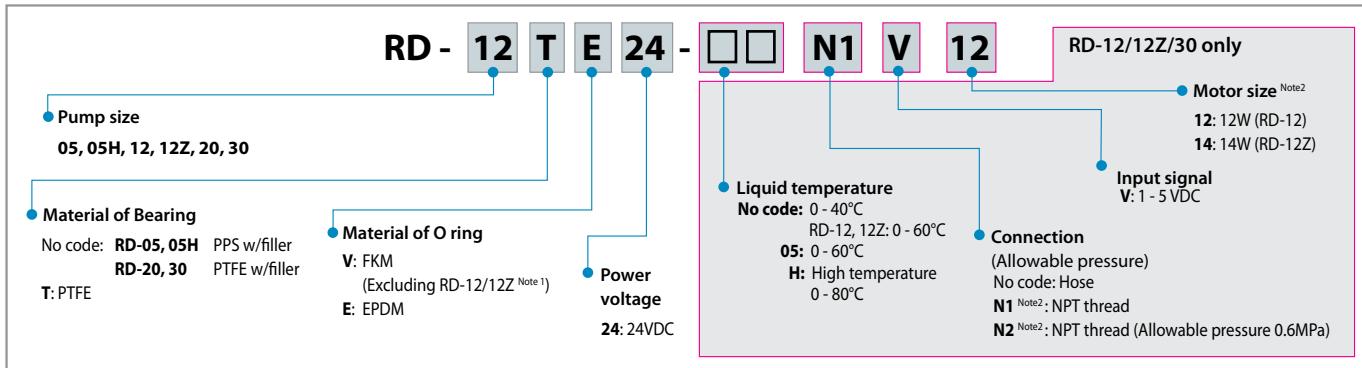 RD - 12 T E 24 - □□ N1 V 12
RD-12/12Z/30 only
Pump size
05, 05H, 12, 12Z, 20, 30
Material of Bearing
No code: RD-05, 05H PPS w/filler
RD-20, 30 PTFE w/filler
T: PTFE
Material of O ring
V: FKM
(Excluding RD-12/12Z Note 1)
E: EPDM
Power
voltage
24: 24VDC
Liquid temperature
No code: 0 - 40°C
RD-12, 12Z: 0 - 60°C
05: 0 - 60°C
H: High temperature
0 - 80°C
Connection
(Allowable pressure)
No code: Hose
N1 Note2: NPT thread
N2 Note2: NPT thread (Allowable pressure 0.6MPa)
Input signal
V: 1 - 5 VDC
Motor size Note2
12: 12W (RD-12)
14: 14W (RD-12Z)